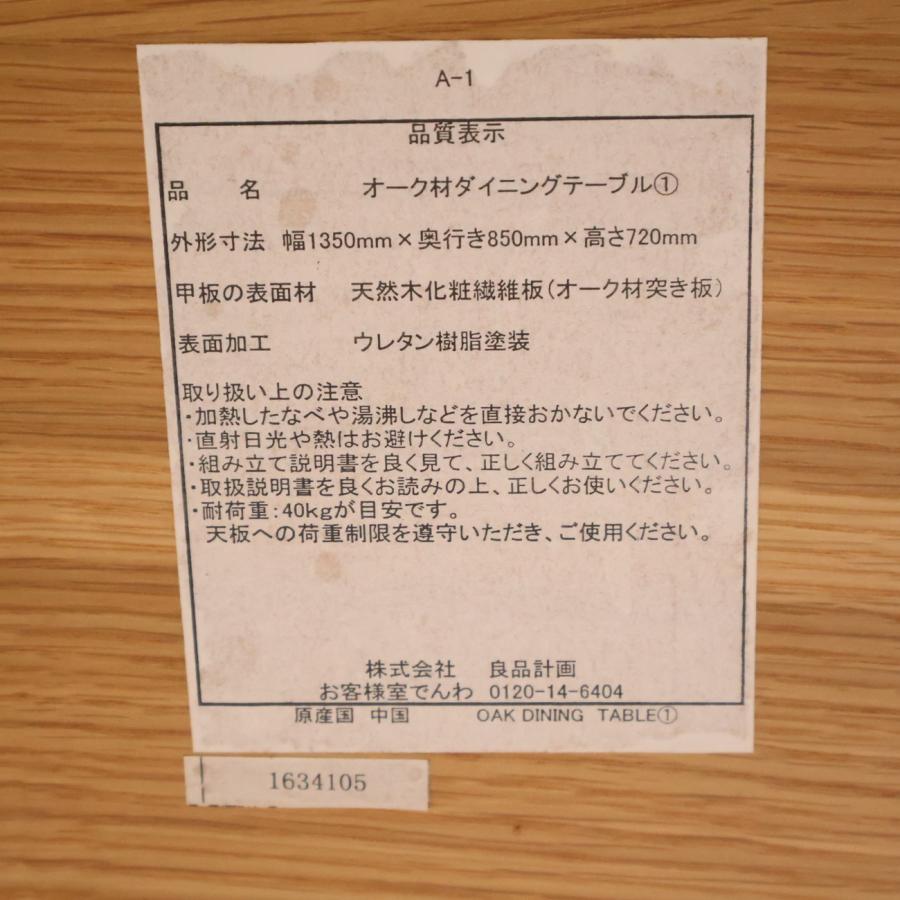 A-1
品質表示
品　名　オーク材ダイニングテーブル①
外形寸法　幅1350mm×奥行き850mm×高さ720mm
甲板の表面材　天然木化粧繊維板(オーク材突き板)
表面加工　ウレタン樹脂塗装
取り扱い上の注意
・加熱したなべや湯沸しなどを直接おかないでください。
・直射日光や熱はお避けください。
・組み立て説明書を良く見て、正しく組み立ててください。
・取扱説明書を良くお読みの上、正しくお使いください。
・耐荷重:40kgが目安です。
天板への荷重制限を遵守いただき、ご使用ください。
株式会社　良品計画
お客様室でんわ　0120-14-6404
原産国　中国　OAK DINING TABLE①
1634105